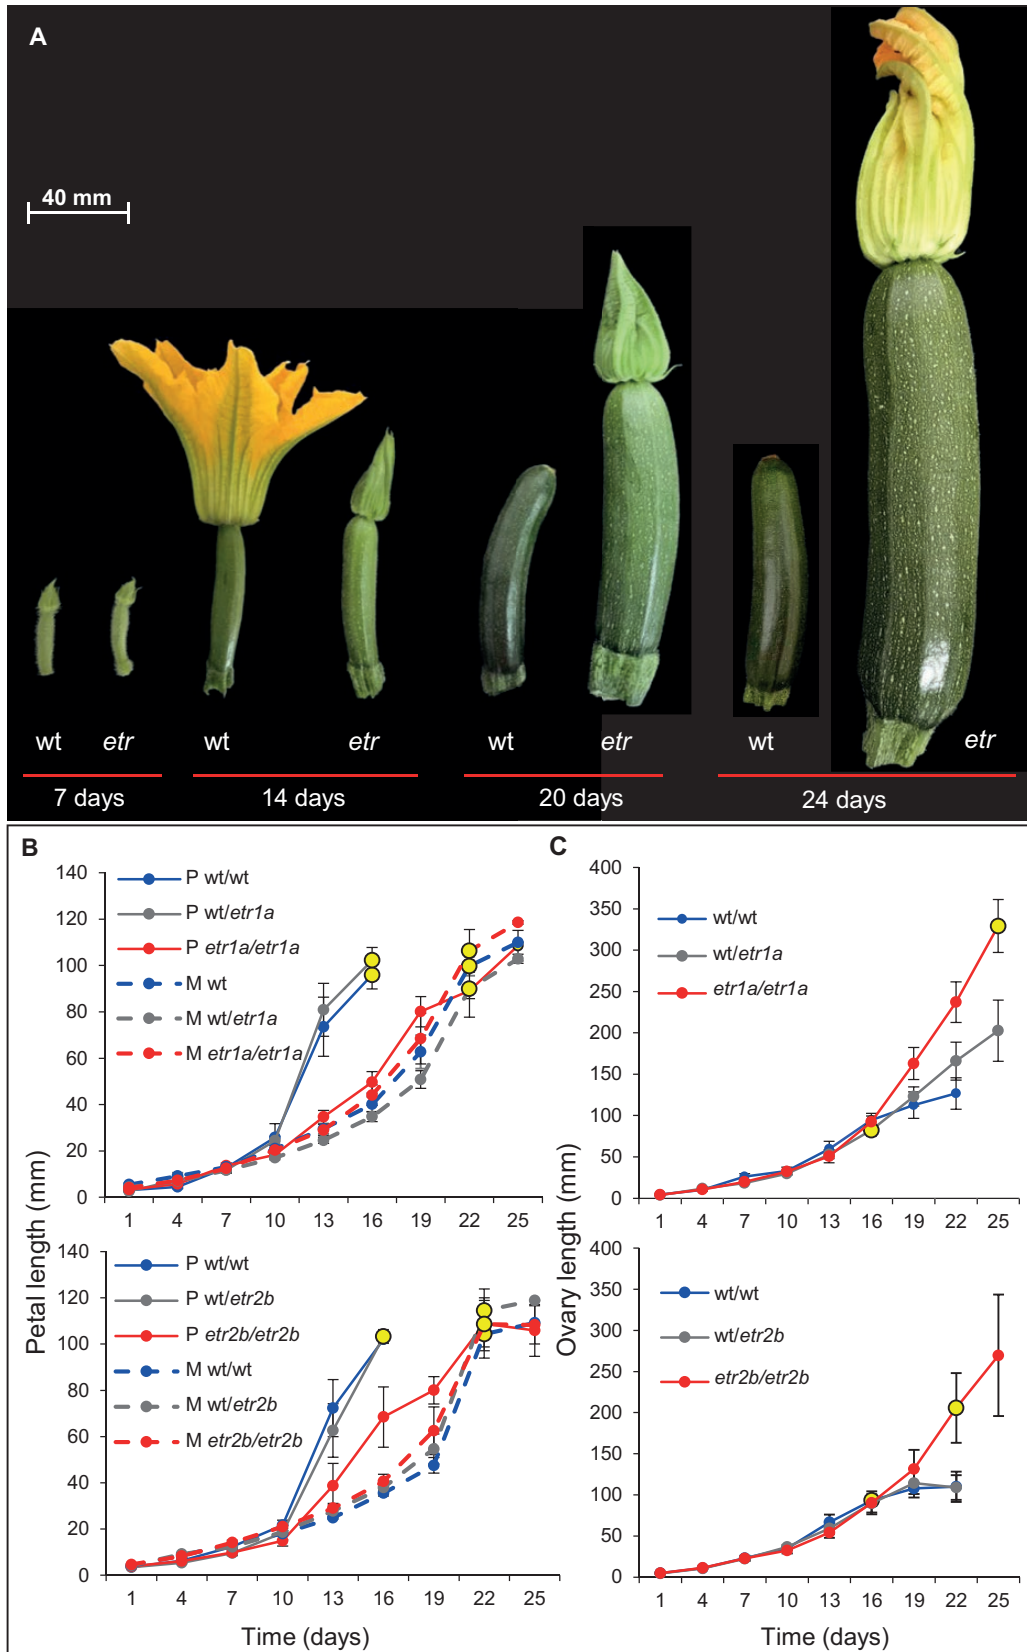 A
40 mm
wt etr wt etr wt etr wt etr
7 days 14 days 20 days 24 days
B
Petal length (mm)
140
120
100
80
60
40
20
0
P wt/wt
P wt/etr1a
P etr1a/etr1a
M wt
M wt/etr1a
M etr1a/etr1a
1 4 7 10 13 16 19 22 25
140
120
100
80
60
40
20
0
P wt/wt
P wt/etr2b
P etr2b/etr2b
M wt/wt
M wt/etr2b
M etr2b/etr2b
1 4 7 10 13 16 19 22 25
Time (days)
C
Ovary length (mm)
400
350
300
250
200
150
100
50
0
wt/wt
wt/etr1a
etr1a/etr1a
1 4 7 10 13 16 19 22 25
400
350
300
250
200
150
100
50
0
wt/wt
wt/etr2b
etr2b/etr2b
1 4 7 10 13 16 19 22 25
Time (days)